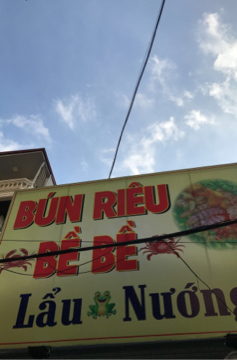 BÚN RIÊU
BỀ BỀ
Lẩu Nướng